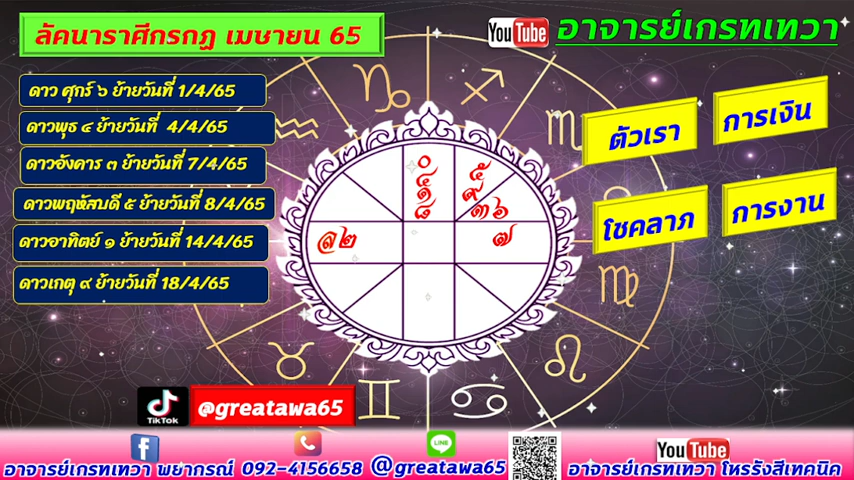 ลัคนาราศีกรกฏ เมษายน 65
YouTube อาจารย์เกรทเทวา
ดาว ศุกร์ ๖ ย้ายวันที่ 1/4/65
ดาวพุธ ๔ ย้ายวันที่ 4/4/65
ดาวอังคาร ๓ ย้ายวันที่ 7/4/65
ดาวพฤหัสบดี ๕ ย้ายวันที่ 8/4/65
ดาวอาทิตย์ ๑ ย้ายวันที่ 14/4/65
ดาวเกตุ ๙ ย้ายวันที่ 18/4/65
ตัวเรา
การเงิน
โชคลาภ
การงาน
๐
๔
๑
๘
๕
๙
๓๖
ล๒
๗
TikTok
@greatawa65
LINE
YouTube
อาจารย์เกรทเทวา พยากรณ์ 092-4156658 @greatawa65
อาจารย์เกรทเทวา โหรรังสีเทคนิค